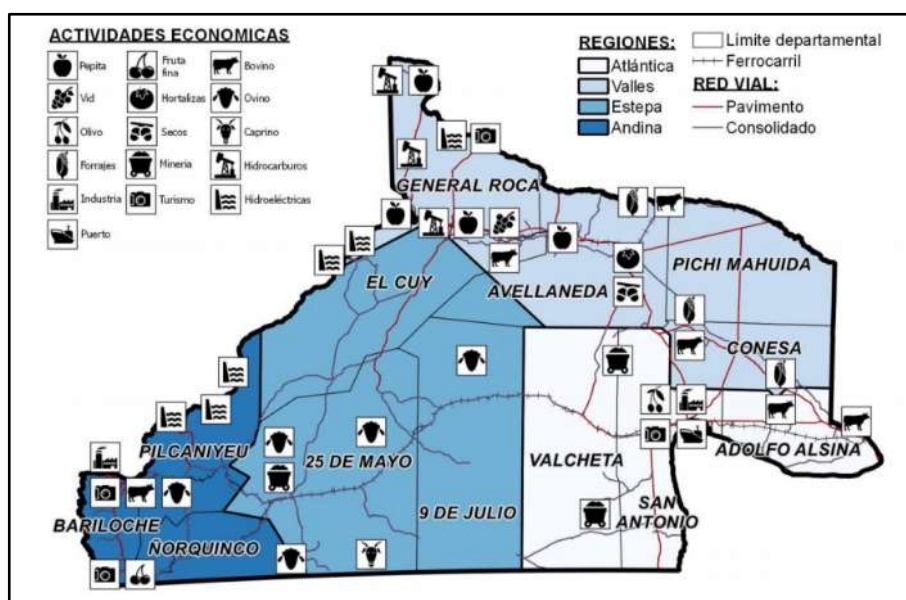 ACTIVIDADES ECONOMICAS
Pepita
Fruta fina
Bovino
Vid
Hortalizas
Ovino
Olivo
Secos
Caprino
Forrajes
Mineria
Hidrocarburos
Industria
Turismo
Hidroeléctricas
Puerto
REGIONES:
Atlántica
Valles
Estepa
Andina
Limite departamental
Ferrocarril
RED VIAL:
Pavimento
Consolidado
GENERAL ROCA
PICHI MAHUIDA
EL CUY
AVELLANEDA
CONESA
PILCANIYEU
25 DE MAYO
VALCHETA
ADOLFO ALSINA
BARILOCHE
9 DE JULIO
SAN
ANTONIO
ÑORQUINCO